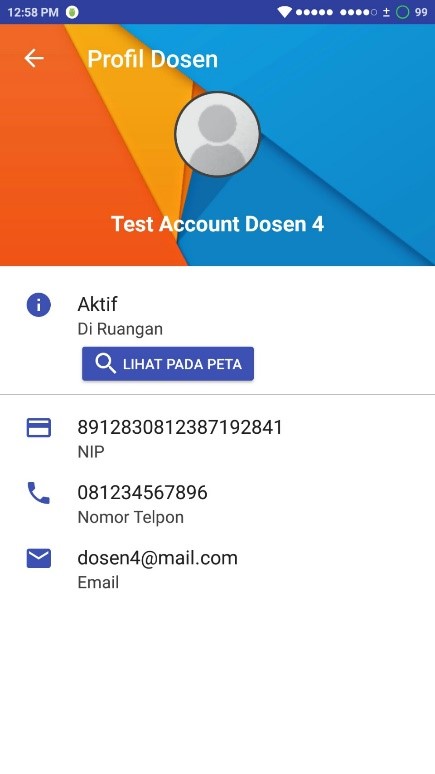 12:58 PM
99
Profil Dosen
Test Account Dosen 4
Aktif
Di Ruangan
LIHAT PADA PETA
8912830812387192841
NIP
081234567896
Nomor Telpon
dosen4@mail.com
Email